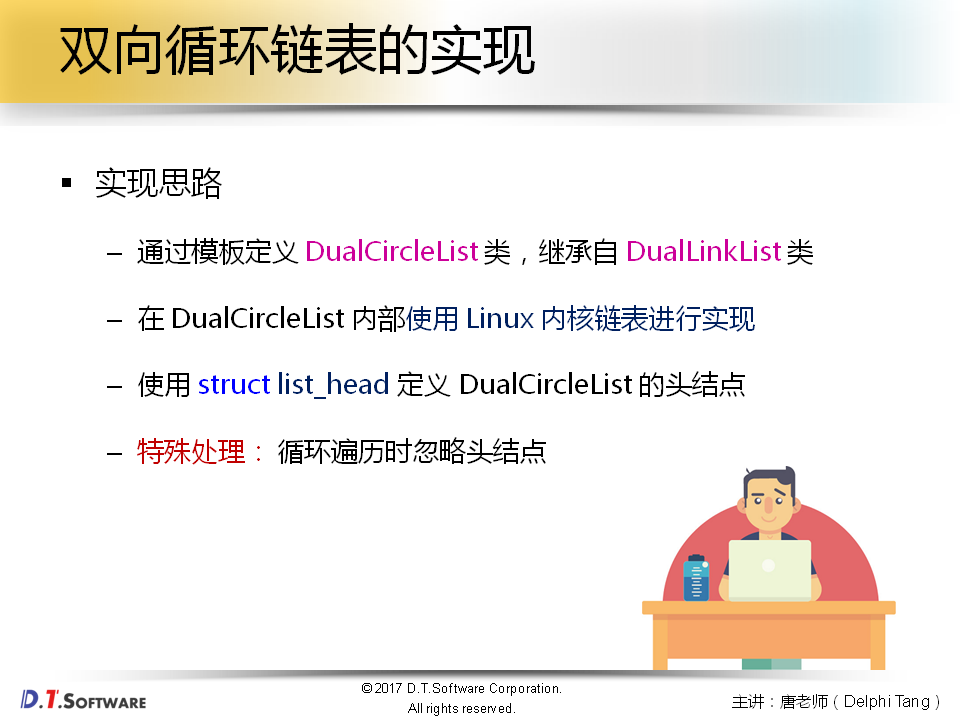 双向循环链表的实现
▪ 实现思路
– 通过模板定义 DualCircleList 类，继承自 DualLinkList 类
– 在 DualCircleList 内部使用 Linux 内核链表进行实现
– 使用 struct list_head 定义 DualCircleList 的头结点
– 特殊处理： 循环遍历时忽略头结点
D.T.Software
©2017 D.T.Software Corporation.
All rights reserved.
主讲：唐老师（Delphi Tang）